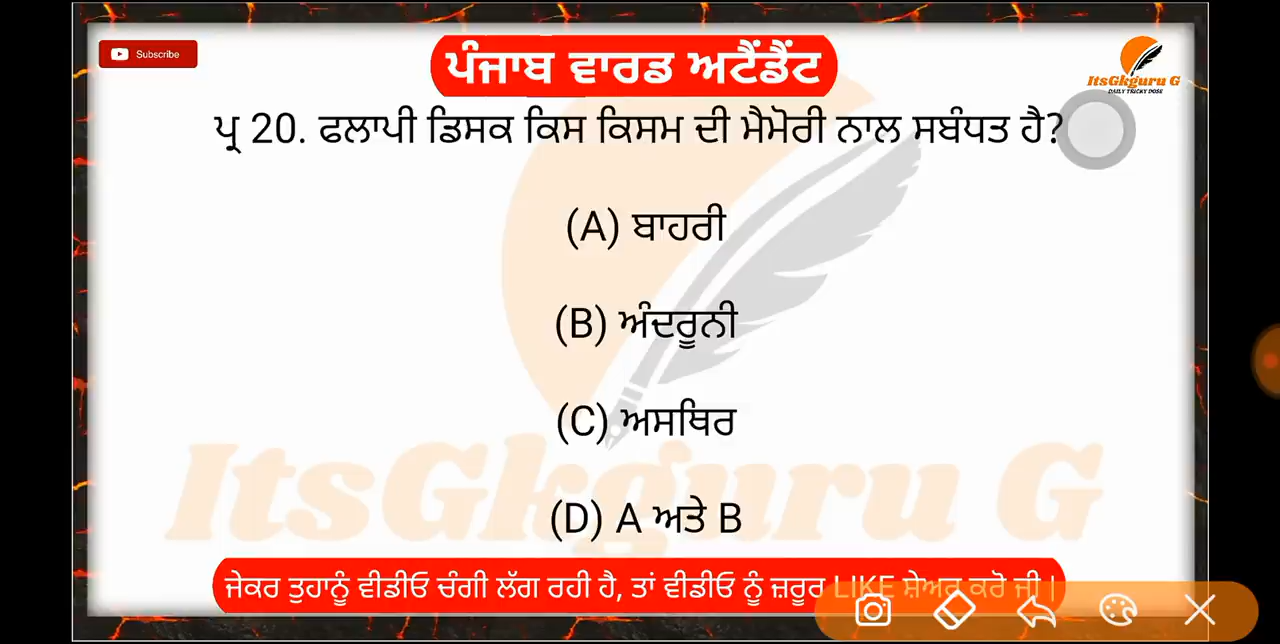 Subscribe
ਪੰਜਾਬ ਵਾਰਡ ਅਟੈਂਡੈਂਟ
ItsGkguru G
DAILY TRICKY DOSE
ਪ੍ਰ 20. ਫਲਾਪੀ ਡਿਸਕ ਕਿਸ ਕਿਸਮ ਦੀ ਮੈਮੋਰੀ ਨਾਲ ਸਬੰਧਤ ਹੈ?
(A) ਬਾਹਰੀ
(B) ਅੰਦਰੂਨੀ
(C) ਅਸਥਿਰ
ItsGkguru G
(D) A ਅਤੇ B
ਜੇਕਰ ਤੁਹਾਨੂੰ ਵੀਡੀਓ ਚੰਗੀ ਲੱਗ ਰਹੀ ਹੈ, ਤਾਂ ਵੀਡੀਓ ਨੂੰ ਜ਼ਰੂਰ LIKE ਸ਼ੇਅਰ ਕਰੋ ਜੀ |